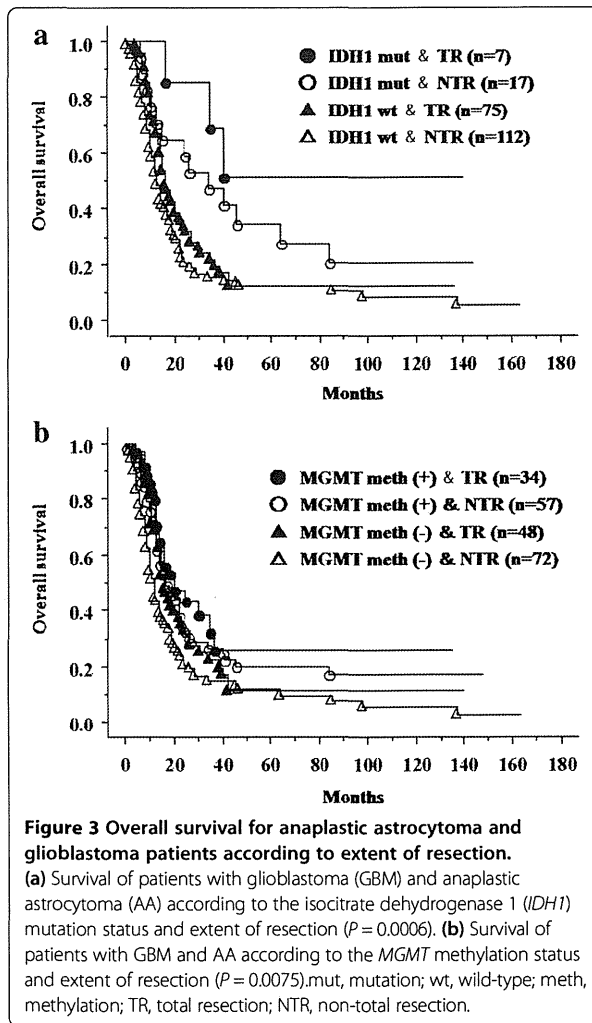 a
1.0
0.8
0.6
0.4
0.2
0.0
Overall survival
IDH1 mut & TR (n=7)
IDH1 mut & NTR (n=17)
IDH1 wt & TR (n=75)
IDH1 wt & NTR (n=112)
0 20 40 60 80 100 120 140 160 180
Months
b
1.0
0.8
0.6
0.4
0.2
0.0
Overall survival
MGMT meth (+) & TR (n=34)
MGMT meth (+) & NTR (n=57)
MGMT meth (-) & TR (n=48)
MGMT meth (-) & NTR (n=72)
0 20 40 60 80 100 120 140 160 180
Months
Figure 3 Overall survival for anaplastic astrocytoma and
glioblastoma patients according to extent of resection.
(a) Survival of patients with glioblastoma (GBM) and anaplastic
astrocytoma (AA) according to the isocitrate dehydrogenase 1 (IDH1)
mutation status and extent of resection (P = 0.0006). (b) Survival of
patients with GBM and AA according to the MGMT methylation status
and extent of resection (P = 0.0075).mut, mutation; wt, wild-type; meth,
methylation; TR, total resection; NTR, non-total resection.